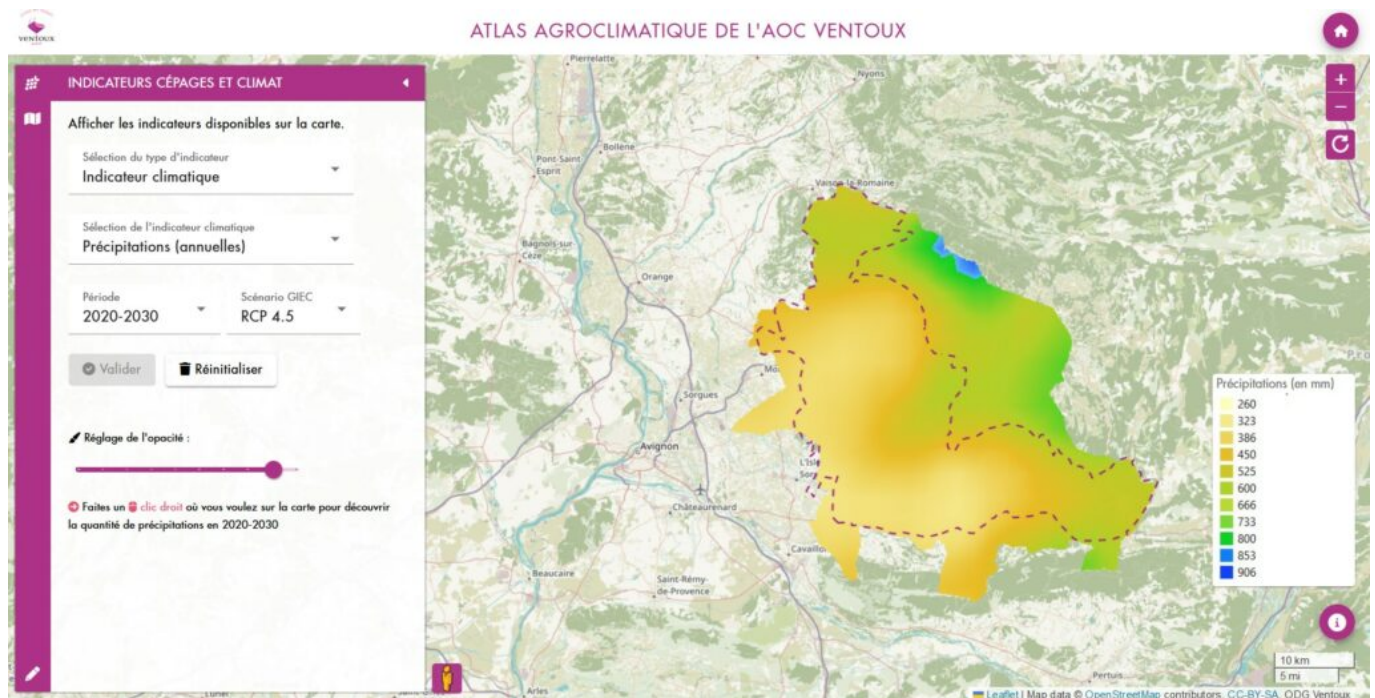 VENTOUX
ATLAS AGROCLIMATIQUE DE L'AOC VENTOUX
INDICATEURS CÉPAGES ET CLIMAT
Afficher les indicateurs disponibles sur la carte.
Sélection du type d'indicateur
Indicateur climatique
Sélection de l'indicateur climatique
Précipitations (annuelles)
Période
2020-2030
Scénario GIEC
RCP 4.5
Valider
Réinitialiser
Réglage de l'opacité :
Faites un clic droit où vous voulez sur la carte pour découvrir
la quantité de précipitations en 2020-2030
Pierrelatte
Nyons
Bollène
Pont-Saint
Esprit
Vaison-la-Romaine
Bagnols-sur
Cèze
Orange
Mo
Sorgues
Avignon
L'Isl
Sor
Châteaurenard
Cavaillo
Beaucaire
Saint-Rémy-
de-Provence
Arles
Pertuis
+
−
Précipitations (en mm)
260
323
386
450
525
600
666
733
800
853
906
10 km
5 mi
Leaflet | Map data © OpenStreetMap contributors, CC-BY-SA, ODG Ventoux